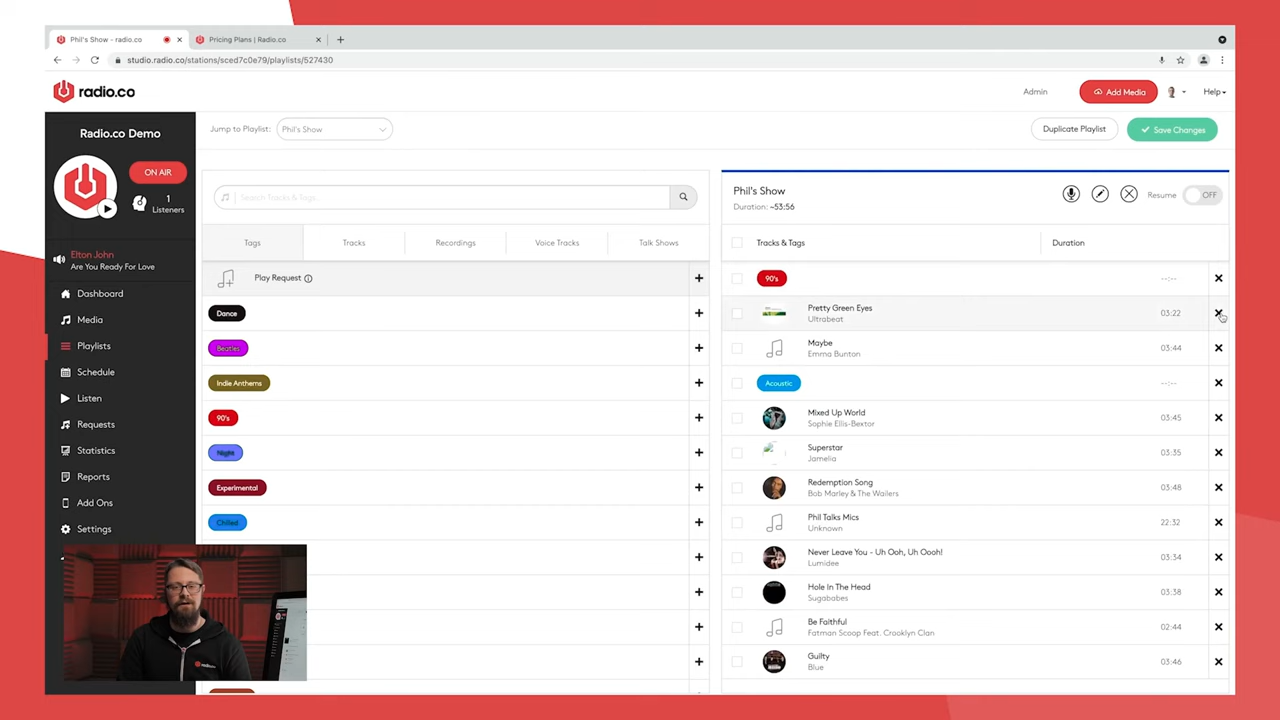 Phil's Show - radio.co
Pricing Plans | Radio.co
studio.radio.co/stations/sced7c0e79/playlists/527430
radio.co
Admin
Add Media
Help
Radio.co Demo
ON AIR
1
Listeners
Elton John
Are You Ready For Love
Dashboard
Media
Playlists
Schedule
Listen
Requests
Statistics
Reports
Add Ons
Settings
Jump to Playlist:
Phil's Show
Duplicate Playlist
Save Changes
Search Tracks & Tags...
Tags
Tracks
Recordings
Voice Tracks
Talk Shows
Play Request
Dance
Beatles
Indie Anthems
90's
Night
Experimental
Chilled
Phil's Show
Duration: ~53:56
Resume
OFF
Tracks & Tags
Duration
90's
--:--
Pretty Green Eyes
Ultrabeat
03:22
Maybe
Emma Bunton
03:44
Acoustic
--:--
Mixed Up World
Sophie Ellis-Bextor
03:45
Superstar
Jamelia
03:35
Redemption Song
Bob Marley & The Wailers
03:48
Phil Talks Mics
Unknown
22:32
Never Leave You - Uh Ooh, Uh Oooh!
Lumidee
03:34
Hole In The Head
Sugababes
03:38
Be Faithful
Fatman Scoop Feat. Crooklyn Clan
02:44
Guilty
Blue
03:46
radio.co